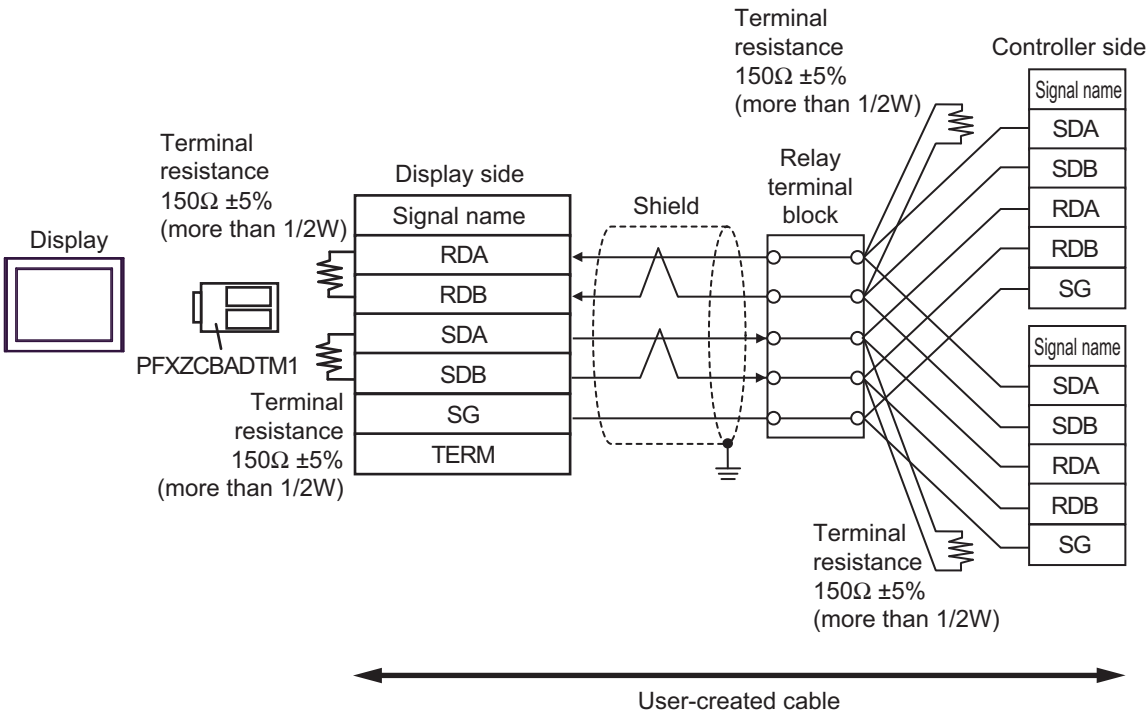 Terminal
resistance
150Ω ±5%
(more than 1/2W)
Controller side
Signal name
SDA
SDB
RDA
RDB
SG
Signal name
SDA
SDB
RDA
RDB
SG
Relay
terminal
block
Shield
Terminal
resistance
150Ω ±5%
(more than 1/2W)
Display side
Signal name
RDA
RDB
SDA
SDB
SG
TERM
Display
PFXZCBADTM1
Terminal
resistance
150Ω ±5%
(more than 1/2W)
Terminal
resistance
150Ω ±5%
(more than 1/2W)
User-created cable